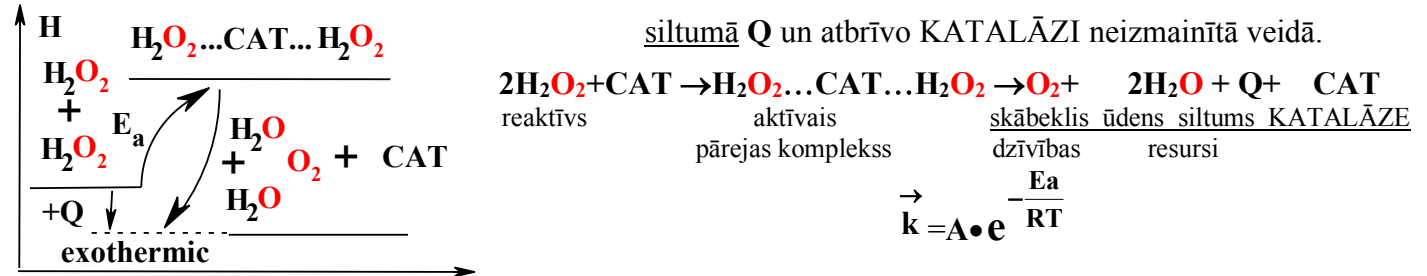 H
H₂O₂...CAT... H₂O₂
H₂O₂
+
H₂O₂
Eₐ
H₂O
+ O₂ + CAT
H₂O
+Q
exothermic
siltumā Q un atbrīvo KATALĀZI neizmainītā veidā.
2H₂O₂+CAT →H₂O₂…CAT…H₂O₂ →O₂+ 2H₂O + Q+ CAT
reaktīvs aktīvais skābeklis ūdens siltums KATALĀZE
pārejas komplekss dzīvības resursi
→
k =A•e^(-Ea/RT)